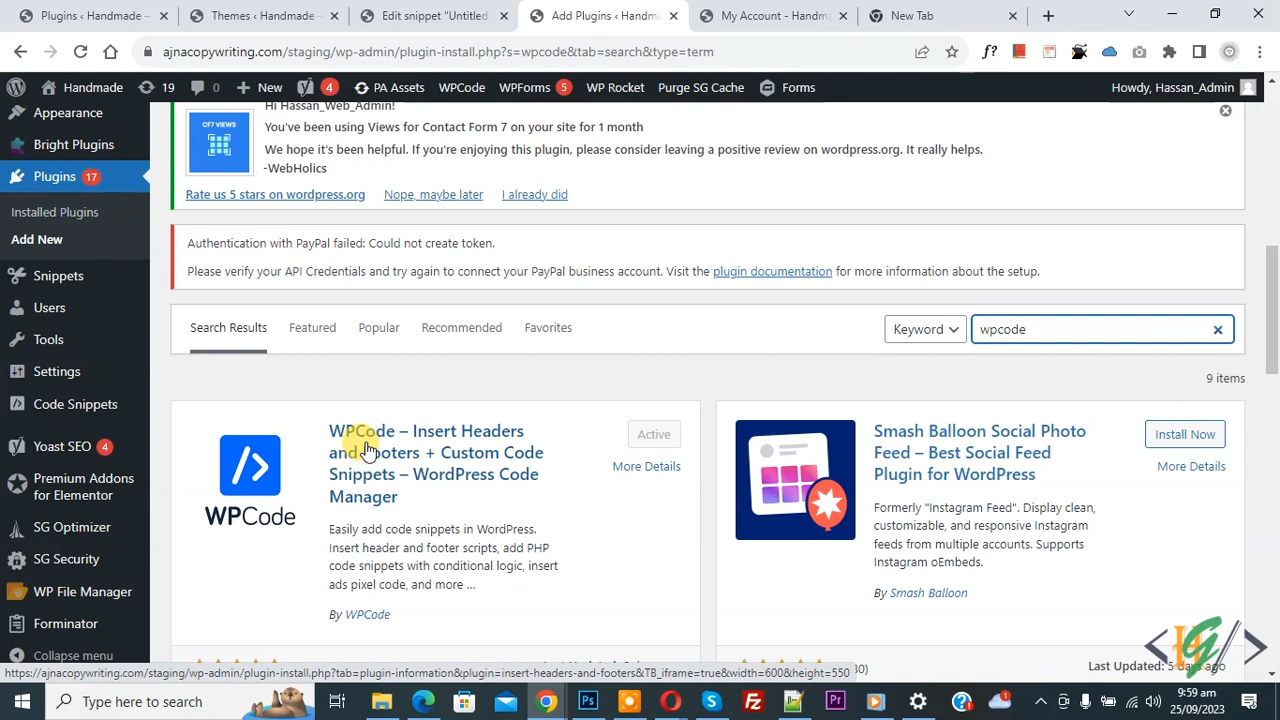 Plugins ‹ Handmade –
Themes ‹ Handmade –
Edit snippet "Untitled
Add Plugins ‹ Handma
My Account - Handma
New Tab
ajnacopywriting.com/staging/wp-admin/plugin-install.php?s=wpcode&tab=search&type=term
Handmade 19 0 New 4 PA Assets WPCode WPForms 5 WP Rocket Purge SG Cache Forms Howdy, Hassan_Admin
Appearance
Bright Plugins
Plugins 17
Installed Plugins
Add New
Snippets
Users
Tools
Settings
Code Snippets
Yoast SEO 4
Premium Addons
for Elementor
SG Optimizer
SG Security
WP File Manager
Forminator
Collapse menu
Hi Hassan_Web_Admin!
CF7 VIEWS
You've been using Views for Contact Form 7 on your site for 1 month
We hope it's been helpful. If you're enjoying this plugin, please consider leaving a positive review on wordpress.org. It really helps.
-WebHolics
Rate us 5 stars on wordpress.org Nope, maybe later I already did
Authentication with PayPal failed: Could not create token.
Please verify your API Credentials and try again to connect your PayPal business account. Visit the plugin documentation for more information about the setup.
Search Results Featured Popular Recommended Favorites Keyword wpcode
9 items
WPCode – Insert Headers
and Footers + Custom Code
Snippets – WordPress Code
Manager
Active
More Details
WPCode
Easily add code snippets in WordPress.
Insert header and footer scripts, add PHP
code snippets with conditional logic, insert
ads pixel code, and more ...
By WPCode
Smash Balloon Social Photo
Feed – Best Social Feed
Plugin for WordPress
Install Now
More Details
Formerly "Instagram Feed". Display clean,
customizable, and responsive Instagram
feeds from multiple accounts. Supports
Instagram oEmbeds.
By Smash Balloon
Last Updated: 5 days ago
https://ajnacopywriting.com/staging/wp-admin/plugin-install.php?tab=plugin-information&plugin=insert-headers-and-footers&TB_iframe=true&width=600&height=550
Type here to search
9:59 am
25/09/2023